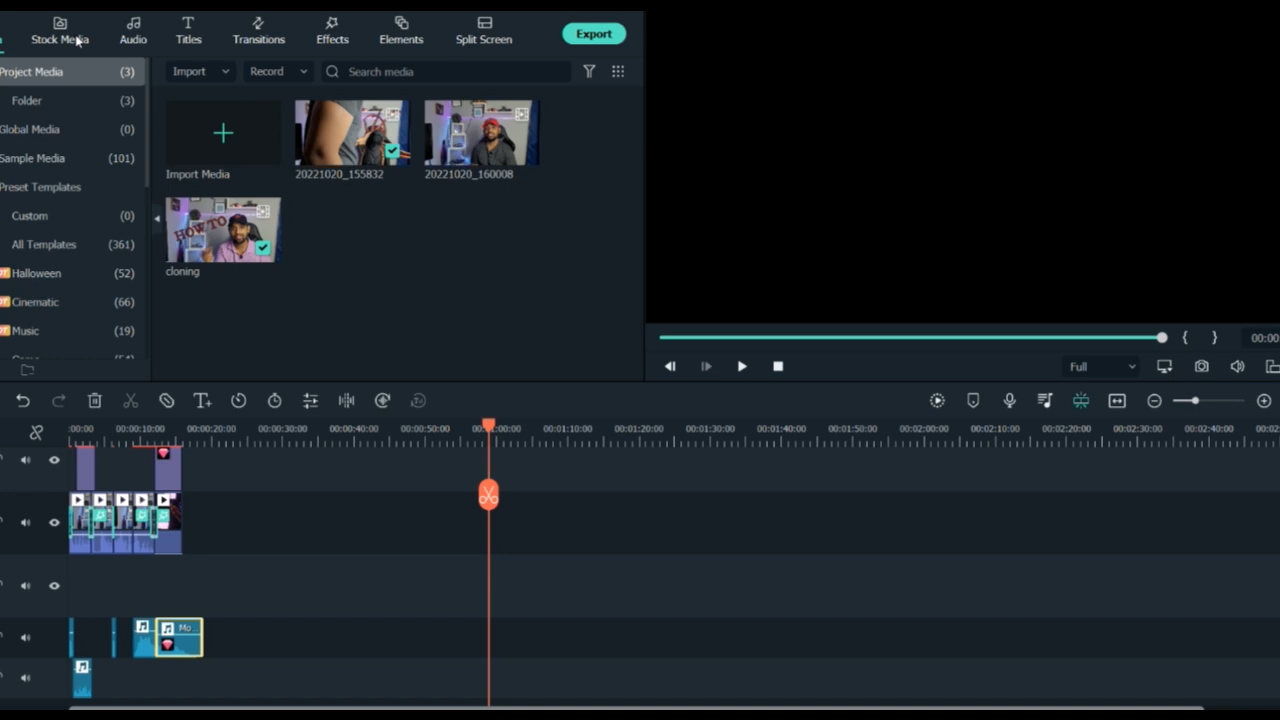 Stock Media
Audio
Titles
Transitions
Effects
Elements
Split Screen
Export
Project Media (3)
Folder (3)
Global Media (0)
Sample Media (101)
Preset Templates
Custom (0)
All Templates (361)
Halloween (52)
Cinematic (66)
Music (19)
Import
Record
Search media
Import Media
20221020_155832
20221020_160008
HOW TO
cloning
00:00
Full
:00:00
00:00:10:00
00:00:20:00
00:00:30:00
00:00:40:00
00:00:50:00
00:01:00:00
00:01:10:00
00:01:20:00
00:01:30:00
00:01:40:00
00:01:50:00
00:02:00:00
00:02:10:00
00:02:20:00
00:02:30:00
00:02:40:00
00:02:
Mo